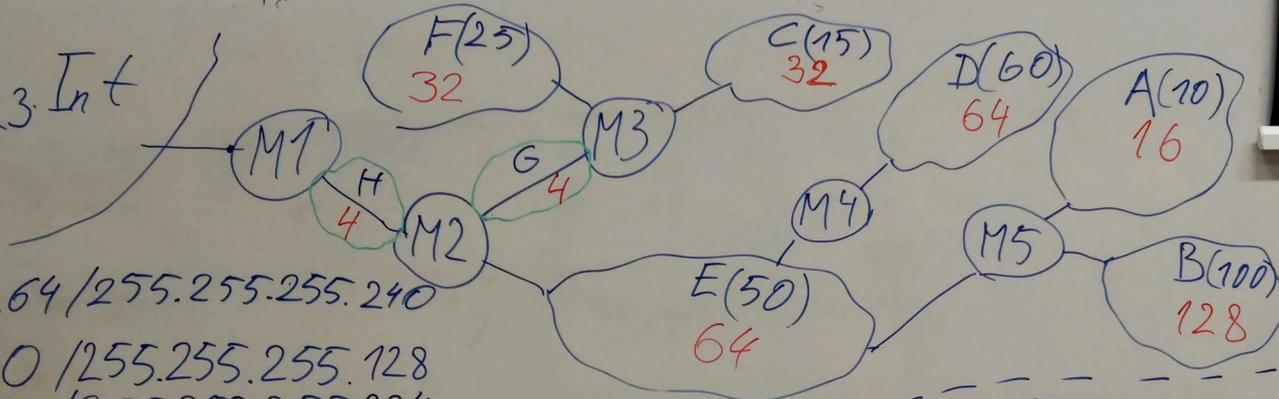 3. Int
F(25)
32
C(15)
32
D(60)
64
A(10)
16
M1
H
4
G
4
M3
M2
M4
M5
E(50)
64
B(100)
128
.64/255.255.255.240
0/255.255.255.128